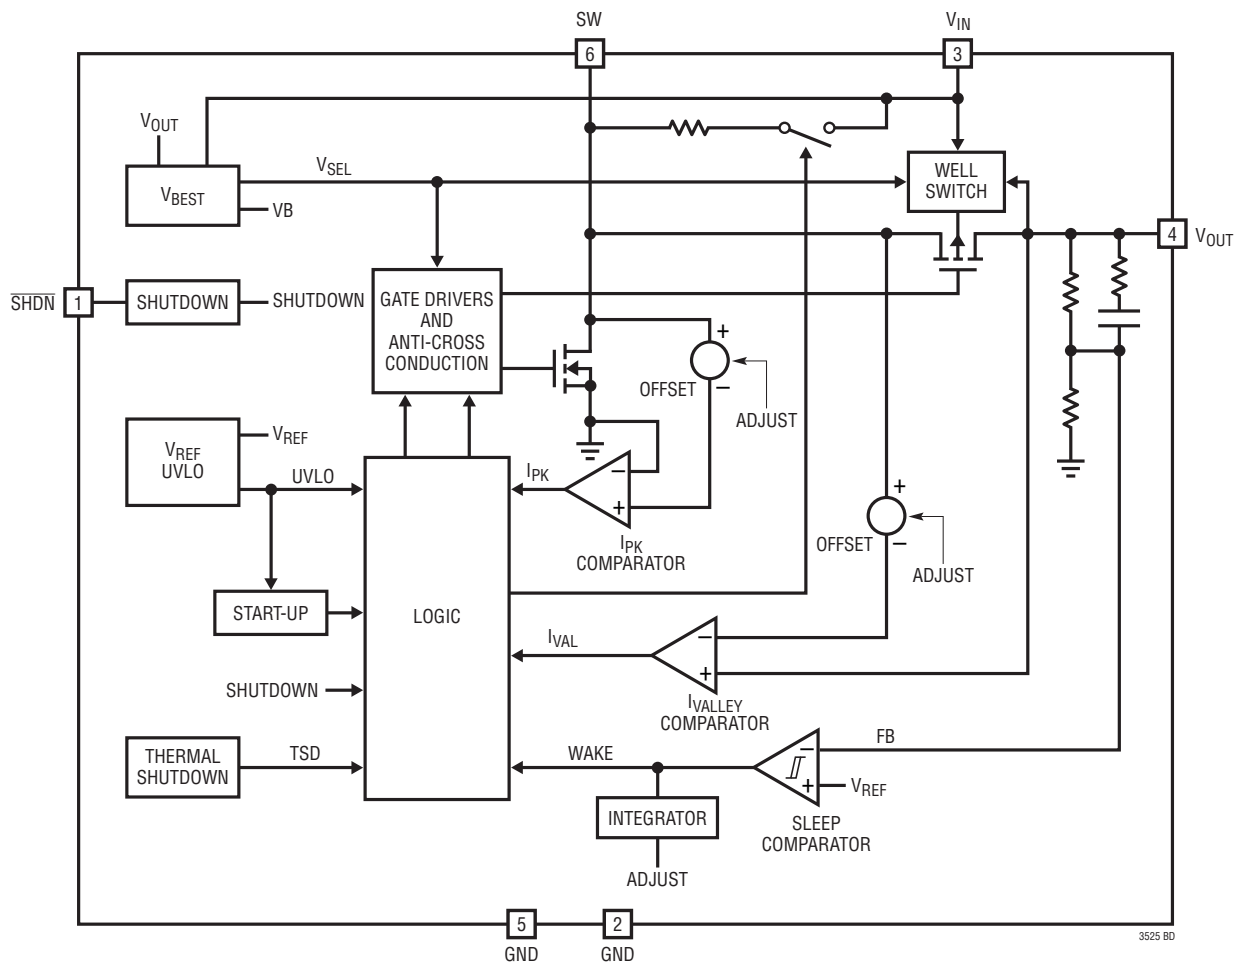 SW
6
VIN
3
VOUT
VBEST
VSEL
VB
WELL
SWITCH
4
VOUT
SHDN
1
SHUTDOWN
SHUTDOWN
GATE DRIVERS
AND
ANTI-CROSS
CONDUCTION
+
OFFSET
–
ADJUST
VREF
UVLO
VREF
UVLO
IPK
–
+
IPK
COMPARATOR
+
OFFSET
–
ADJUST
START-UP
LOGIC
IVAL
–
+
IVALLEY
COMPARATOR
SHUTDOWN
THERMAL
SHUTDOWN
TSD
WAKE
–
+
FB
VREF
SLEEP
COMPARATOR
INTEGRATOR
ADJUST
5
GND
2
GND
3525 BD